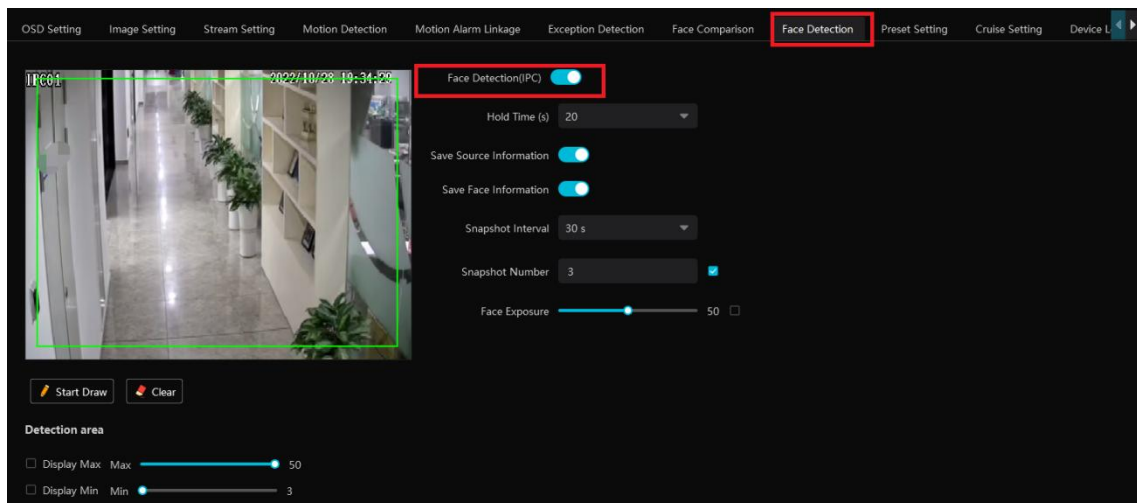 OSD Setting Image Setting Stream Setting Motion Detection Motion Alarm Linkage Exception Detection Face Comparison Face Detection Preset Setting Cruise Setting Device L
IPC01 2022/10/28 19:34:29
Face Detection(IPC)
Hold Time (s) 20
Save Source Information
Save Face Information
Snapshot Interval 30 s
Snapshot Number 3
Face Exposure 50
Start Draw Clear
Detection area
Display Max Max 50
Display Min Min 3